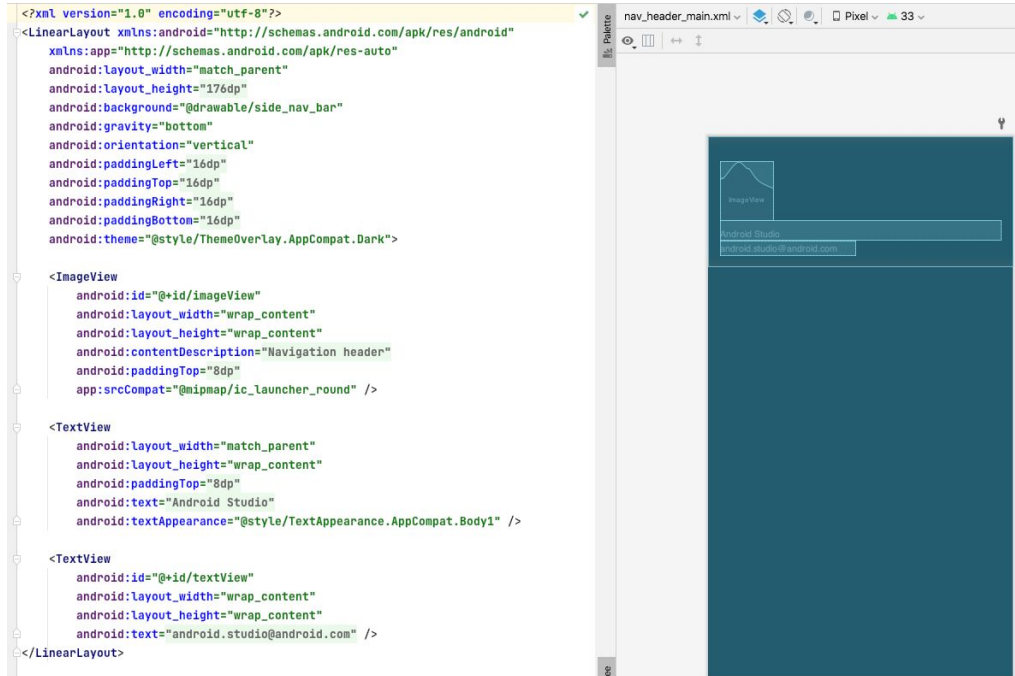 <?xml version="1.0" encoding="utf-8"?>
<LinearLayout xmlns:android="http://schemas.android.com/apk/res/android"
xmlns:app="http://schemas.android.com/apk/res-auto"
android:layout_width="match_parent"
android:layout_height="176dp"
android:background="@drawable/side_nav_bar"
android:gravity="bottom"
android:orientation="vertical"
android:paddingLeft="16dp"
android:paddingTop="16dp"
android:paddingRight="16dp"
android:paddingBottom="16dp"
android:theme="@style/ThemeOverlay.AppCompat.Dark">
<ImageView
android:id="@+id/imageView"
android:layout_width="wrap_content"
android:layout_height="wrap_content"
android:contentDescription="Navigation header"
android:paddingTop="8dp"
app:srcCompat="@mipmap/ic_launcher_round" />
<TextView
android:layout_width="match_parent"
android:layout_height="wrap_content"
android:paddingTop="8dp"
android:text="Android Studio"
android:textAppearance="@style/TextAppearance.AppCompat.Body1" />
<TextView
android:id="@+id/textView"
android:layout_width="wrap_content"
android:layout_height="wrap_content"
android:text="android.studio@android.com" />
</LinearLayout>
Palette
nav_header_main.xml
Pixel
33
ImageView
Android Studio
android.studio@android.com